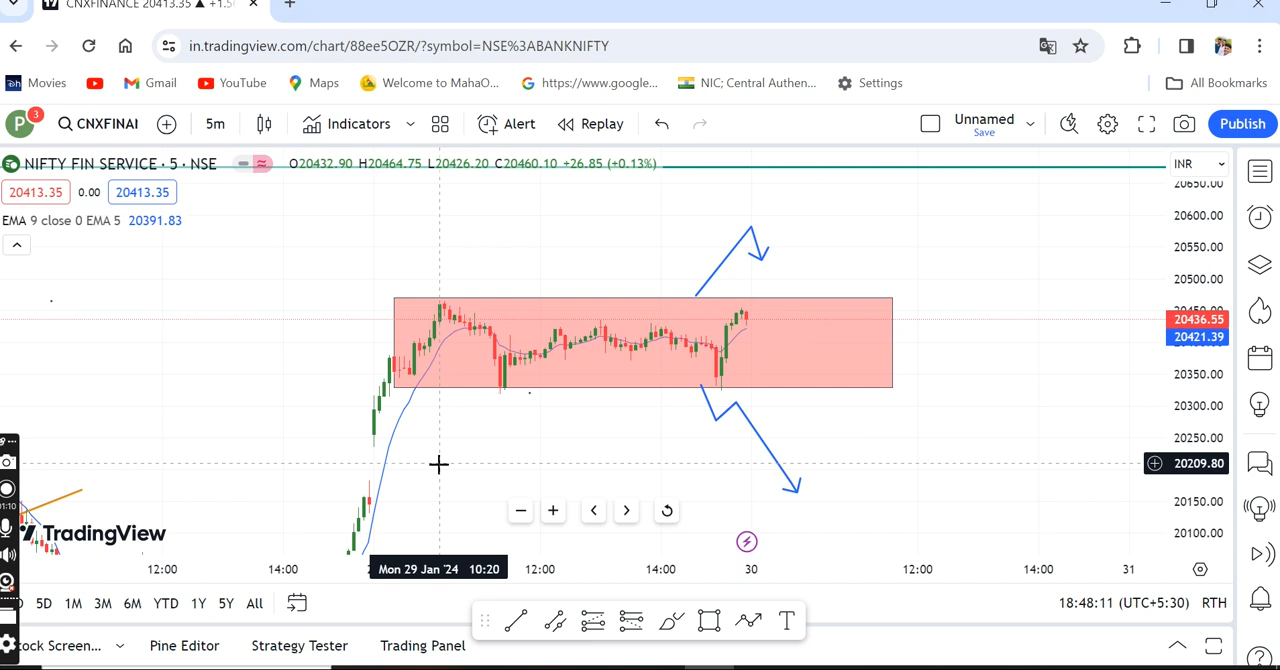 CNXFINANCE 20413.35 ▲ +1.5
in.tradingview.com/chart/88ee5OZR/?symbol=NSE%3ABANKNIFTY
Movies Gmail YouTube Maps Welcome to MahaO... https://www.google... NIC; Central Authen... Settings All Bookmarks
P 3 CNXFINAI 5m Indicators Alert Replay Unnamed Save Publish
NIFTY FIN SERVICE · 5 · NSE O20432.90 H20464.75 L20426.20 C20460.10 +26.85 (+0.13%) INR
20650.00
20413.35 0.00 20413.35
20600.00
EMA 9 close 0 EMA 5 20391.83
20550.00
20500.00
20436.55
20421.39
20350.00
20300.00
20250.00
20209.80
20150.00
TradingView
20100.00
12:00 14:00 Mon 29 Jan '24 10:20 12:00 14:00 30 12:00 14:00 31
5D 1M 3M 6M YTD 1Y 5Y All 18:48:11 (UTC+5:30) RTH
T
Pine Editor Strategy Tester Trading Panel